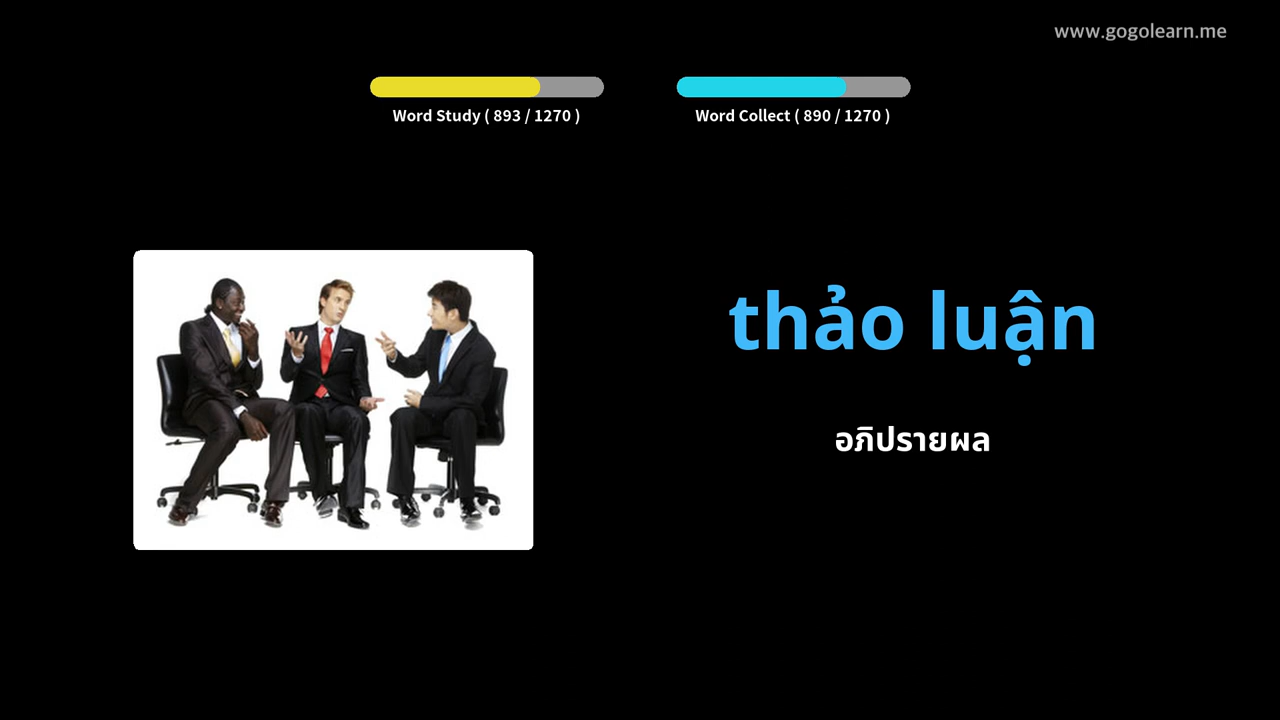 www.gogolearn.me
Word Study ( 893 / 1270 )
Word Collect ( 890 / 1270 )
thảo luận
อภิปรายผล